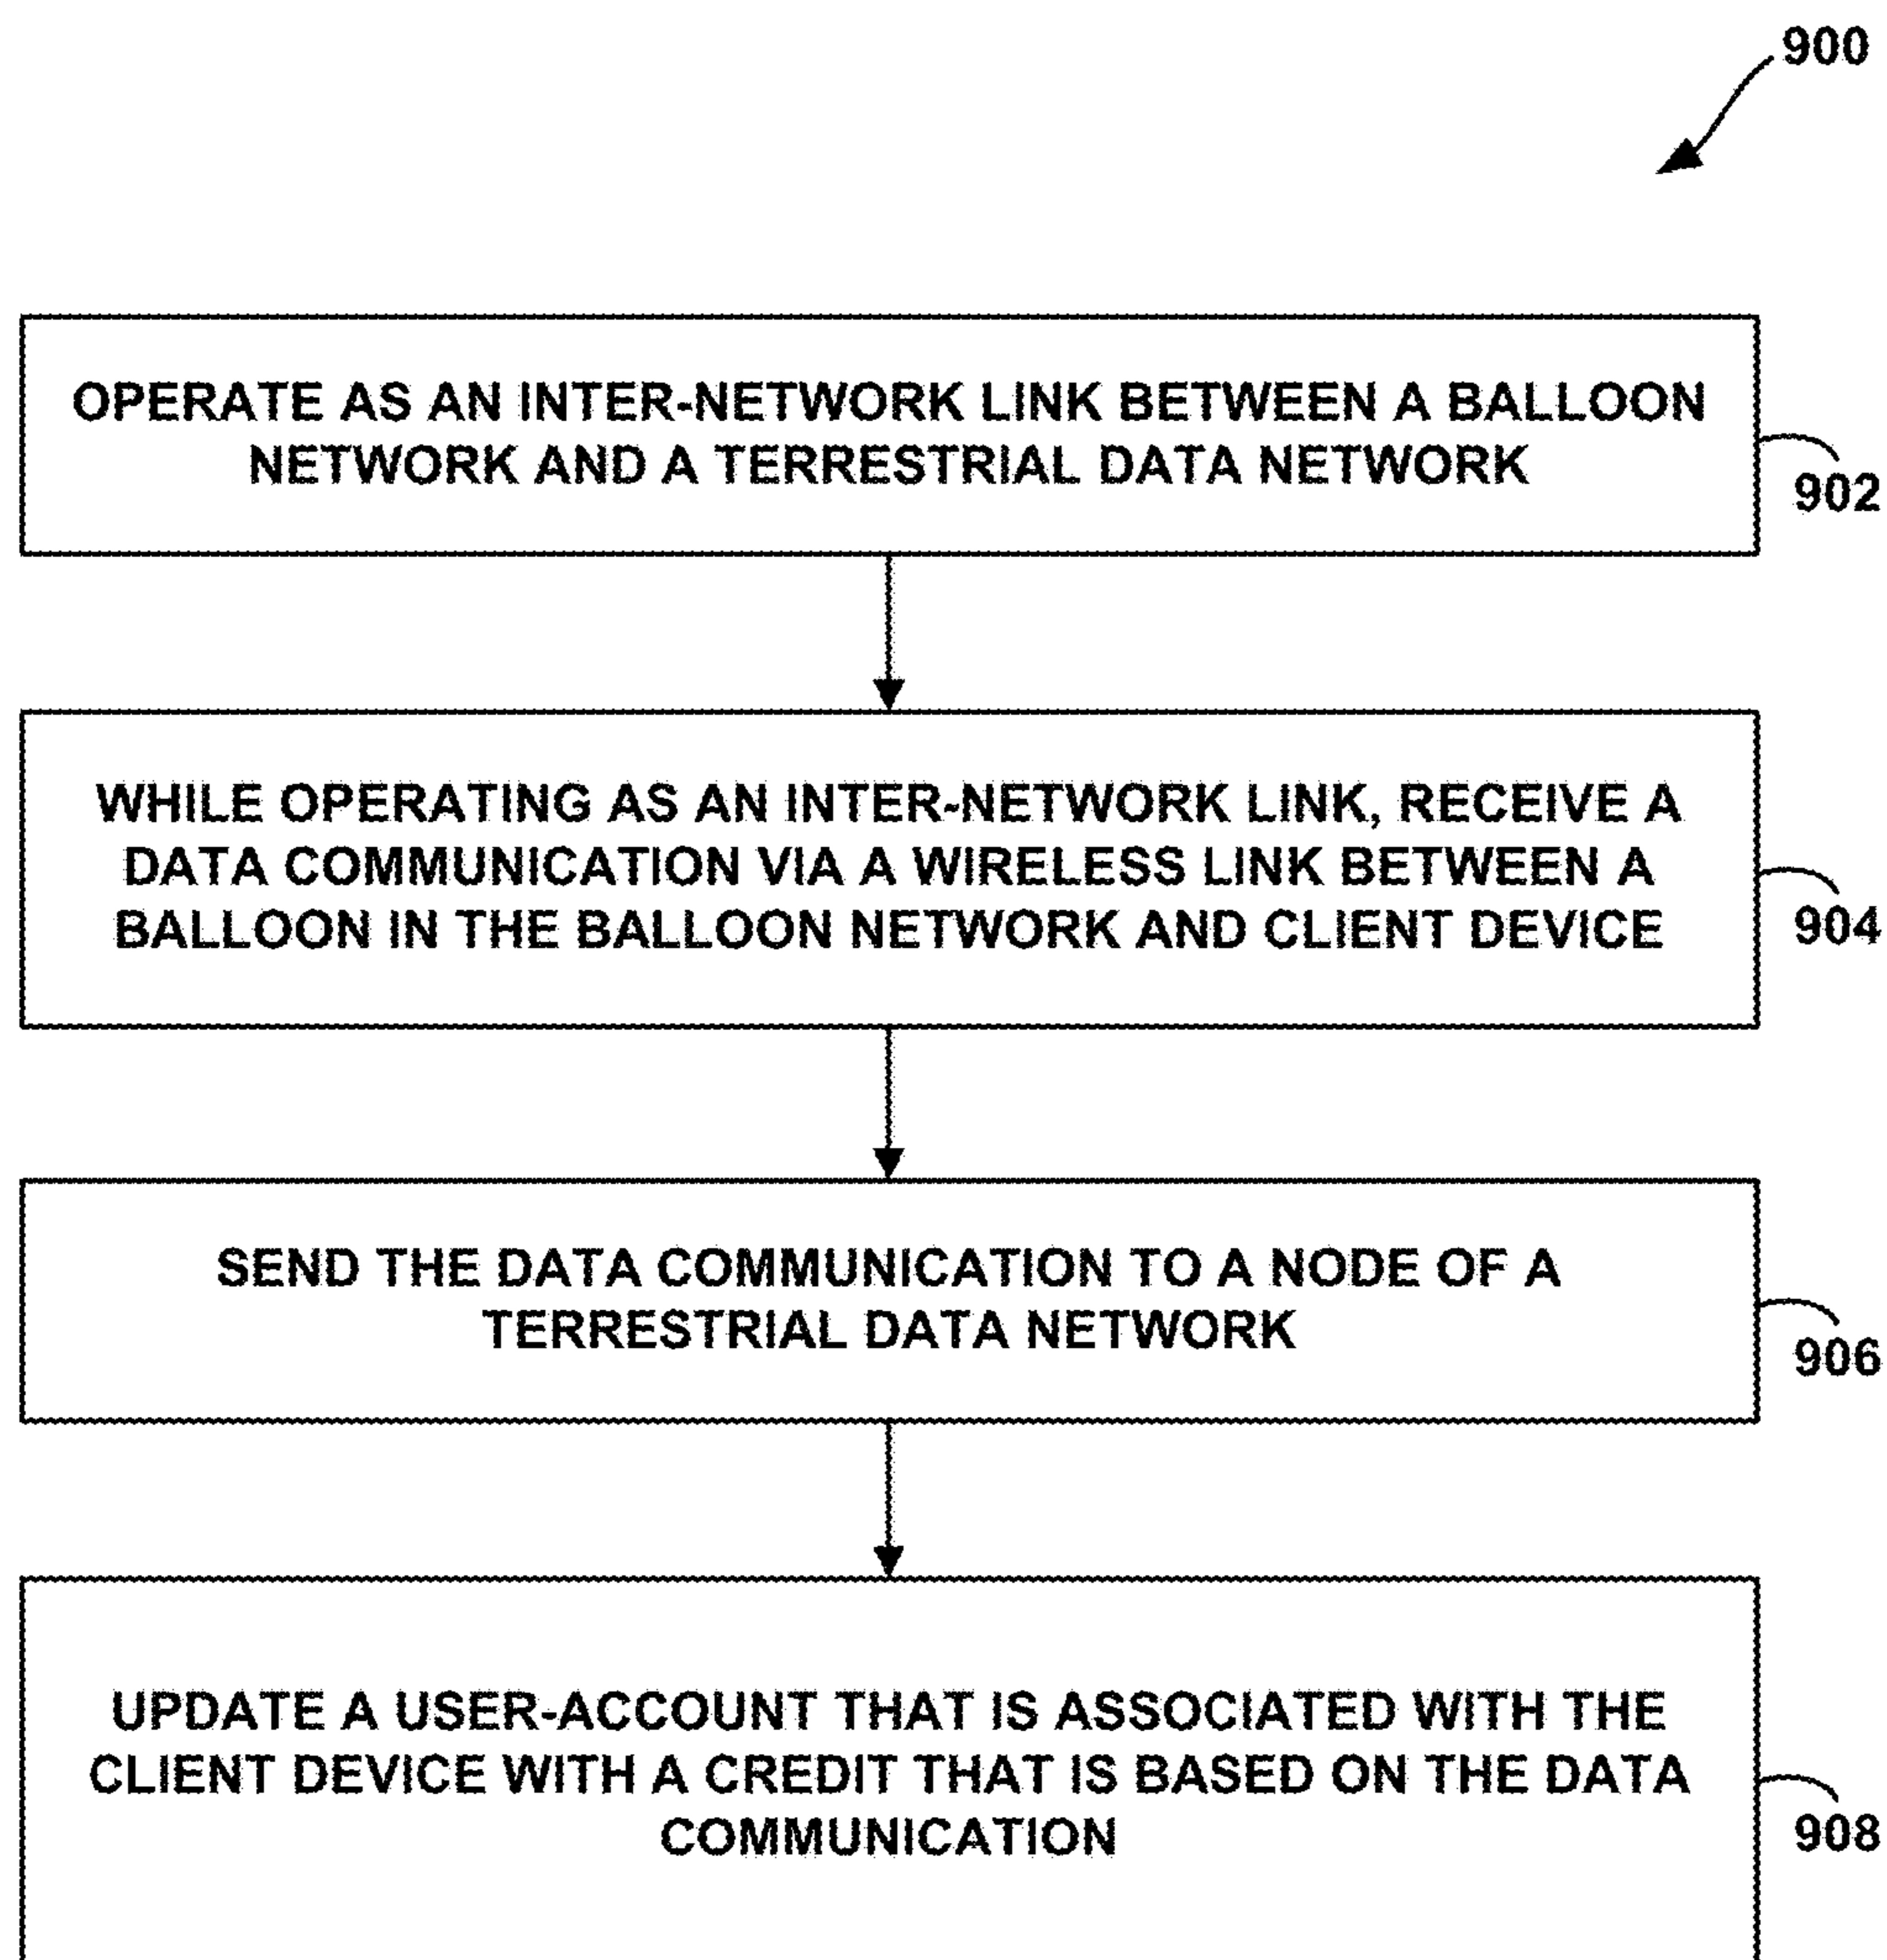 900
OPERATE AS AN INTER-NETWORK LINK BETWEEN A BALLOON
NETWORK AND A TERRESTRIAL DATA NETWORK
902
WHILE OPERATING AS AN INTER-NETWORK LINK, RECEIVE A
DATA COMMUNICATION VIA A WIRELESS LINK BETWEEN A
BALLOON IN THE BALLOON NETWORK AND CLIENT DEVICE
904
SEND THE DATA COMMUNICATION TO A NODE OF A
TERRESTRIAL DATA NETWORK
906
UPDATE A USER-ACCOUNT THAT IS ASSOCIATED WITH THE
CLIENT DEVICE WITH A CREDIT THAT IS BASED ON THE DATA
COMMUNICATION
908